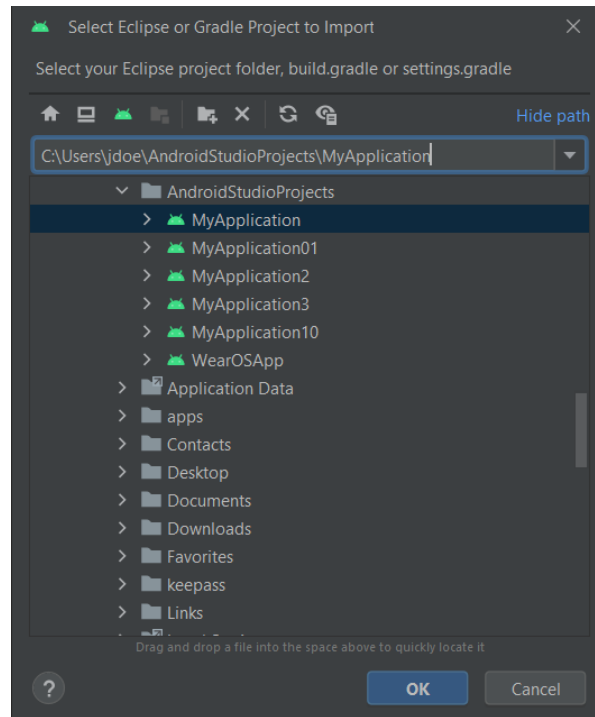 Select Eclipse or Gradle Project to Import
Select your Eclipse project folder, build.gradle or settings.gradle
Hide path
C:\Users\jdoe\AndroidStudioProjects\MyApplication
AndroidStudioProjects
MyApplication
MyApplication01
MyApplication2
MyApplication3
MyApplication10
WearOSApp
Application Data
apps
Contacts
Desktop
Documents
Downloads
Favorites
keepass
Links
Drag and drop a file into the space above to quickly locate it
?
OK Cancel